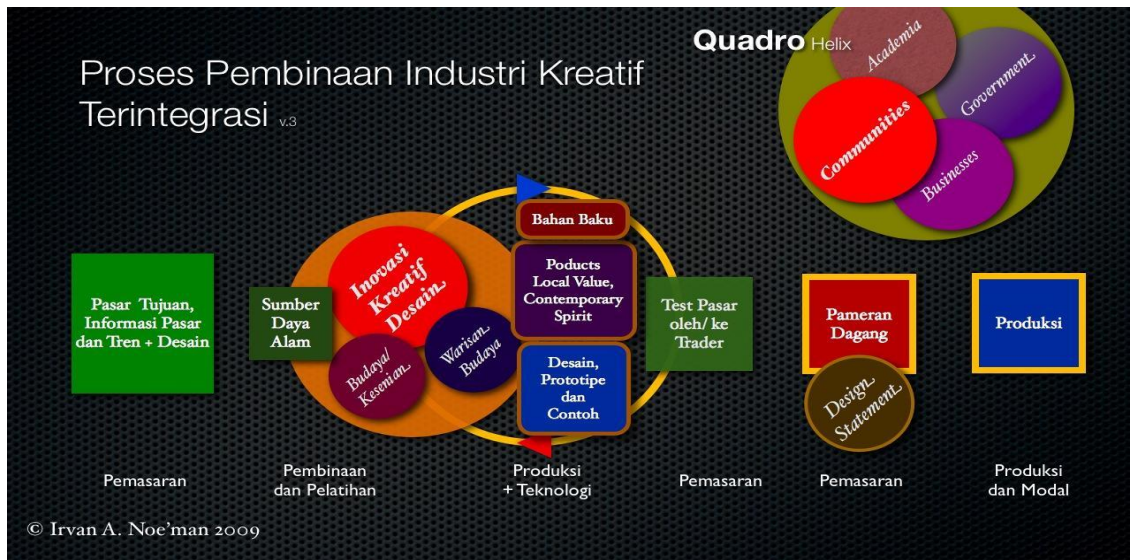 Proses Pembinaan Industri Kreatif
Terintegrasi v.3
Quadro Helix
Academia
Government
Communities
Businesses
Pasar Tujuan,
Informasi Pasar
dan Tren + Desain
Sumber
Daya
Alam
Inovasi
Kreatif
Desain
Budaya/
Kesenian
Warisan
Budaya
Bahan Baku
Poducts
Local Value,
Contemporary
Spirit
Desain,
Prototipe
dan
Contoh
Test Pasar
oleh/ ke
Trader
Pameran
Dagang
Design
Statement
Produksi
Pemasaran
Pembinaan
dan Pelatihan
Produksi
+ Teknologi
Pemasaran
Pemasaran
Produksi
dan Modal
© Irvan A. Noe'man 2009